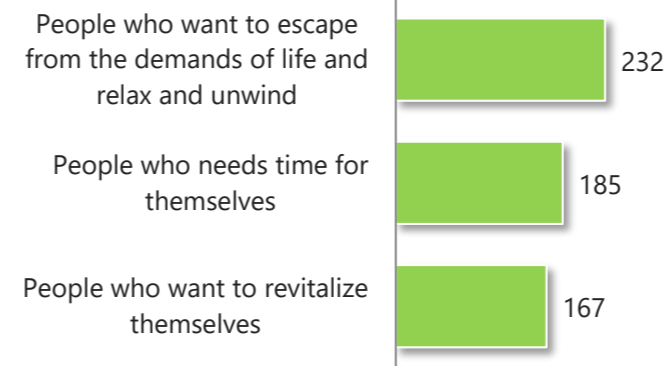 People who want to escape
from the demands of life and
relax and unwind
232
People who needs time for
themselves
185
People who want to revitalize
themselves
167